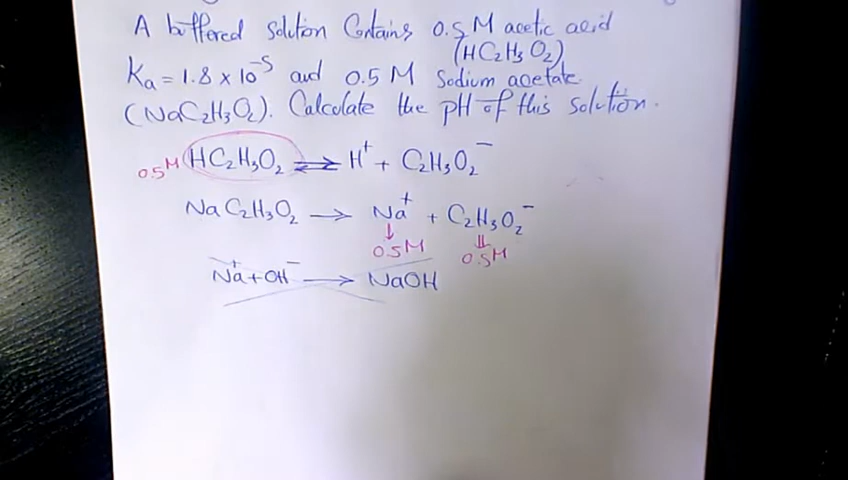 A buffered solution Contains 0.5 M acetic acid
(HC₂H₃O₂)
Ka = 1.8 × 10⁻⁵ and 0.5 M Sodium acetate
(NaC₂H₃O₂). Calculate the pH of this solution.
0.5M HC₂H₃O₂ ⇌ H⁺ + C₂H₃O₂⁻
NaC₂H₃O₂ → Na⁺ + C₂H₃O₂⁻
0.5M 0.5M
Na⁺ + OH⁻ → NaOH